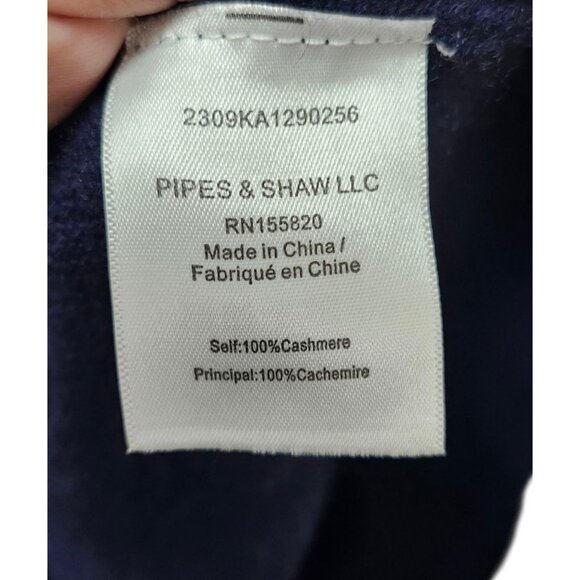 2309KA1290256
PIPES & SHAW LLC
RN155820
Made in China /
Fabriqué en Chine
Self:100%Cashmere
Principal:100%Cachemire